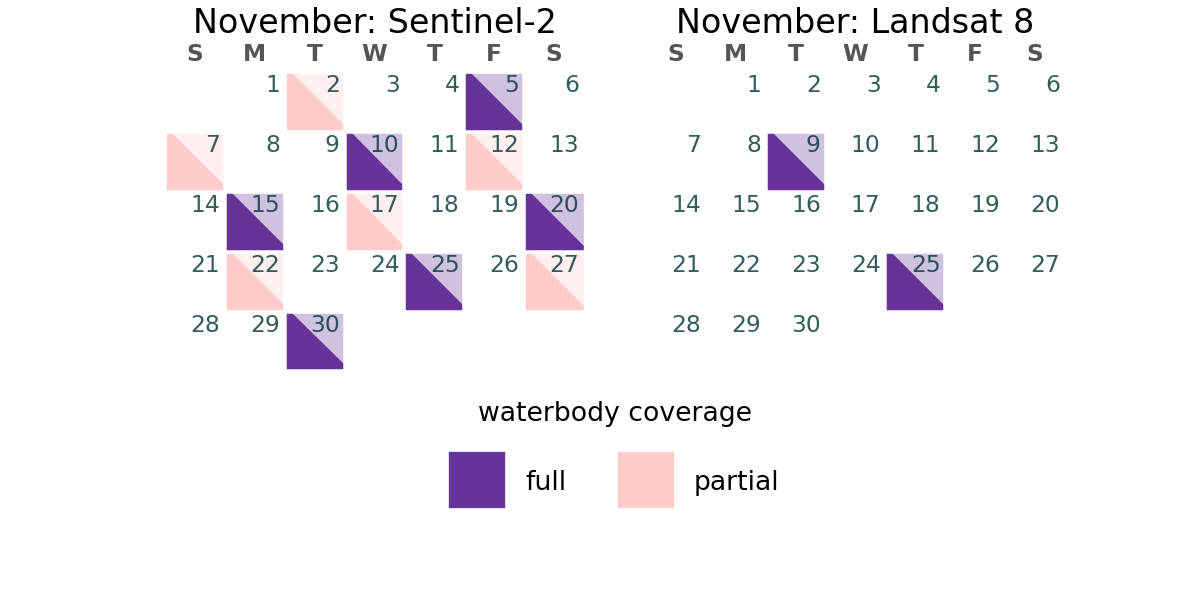 November: Sentinel-2
S M T W T F S
1 2 3 4 5 6
7 8 9 10 11 12 13
14 15 16 17 18 19 20
21 22 23 24 25 26 27
28 29 30
November: Landsat 8
S M T W T F S
1 2 3 4 5 6
7 8 9 10 11 12 13
14 15 16 17 18 19 20
21 22 23 24 25 26 27
28 29 30
waterbody coverage
full
partial